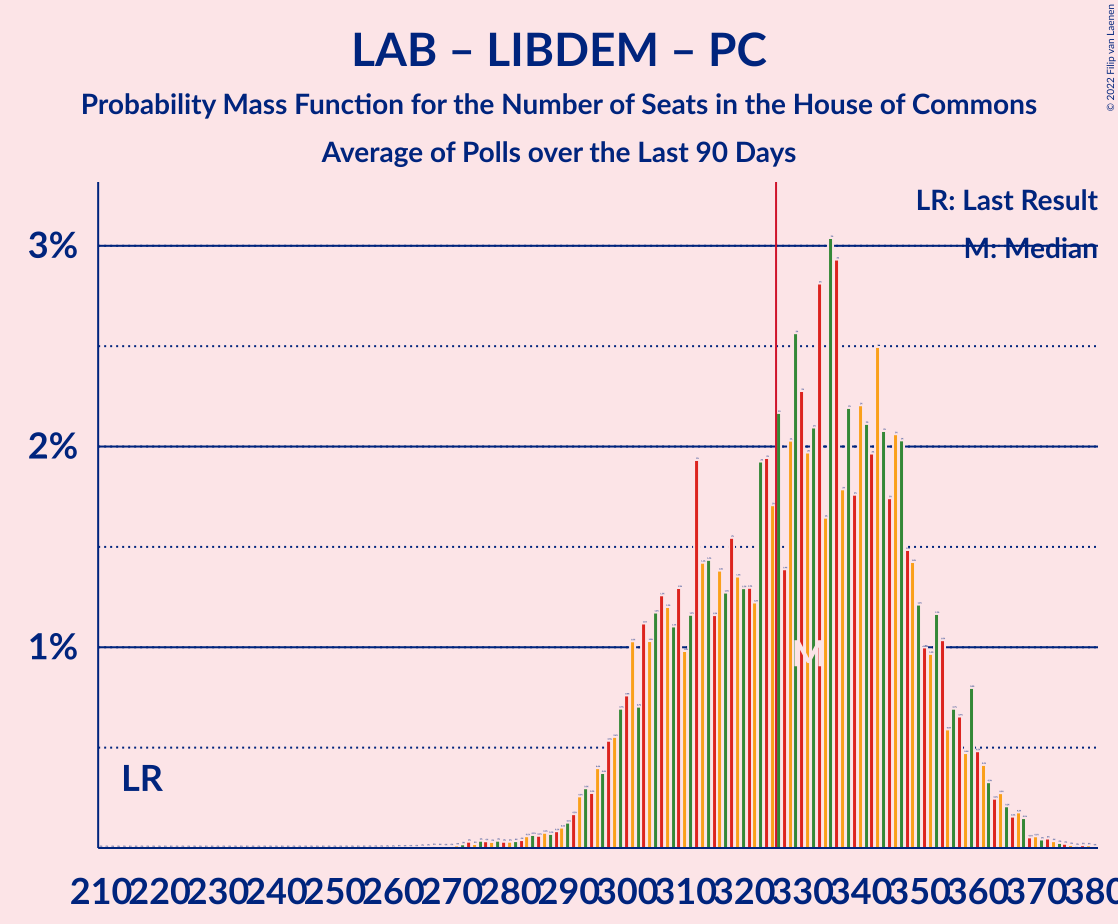 LAB – LIBDEM – PC
Probability Mass Function for the Number of Seats in the House of Commons
Average of Polls over the Last 90 Days
© 2022 Filip van Laenen
LR: Last Result
M: Median
3%
2%
1%
M
LR
210 220 230 240 250 260 270 280 290 300 310 320 330 340 350 360 370 380